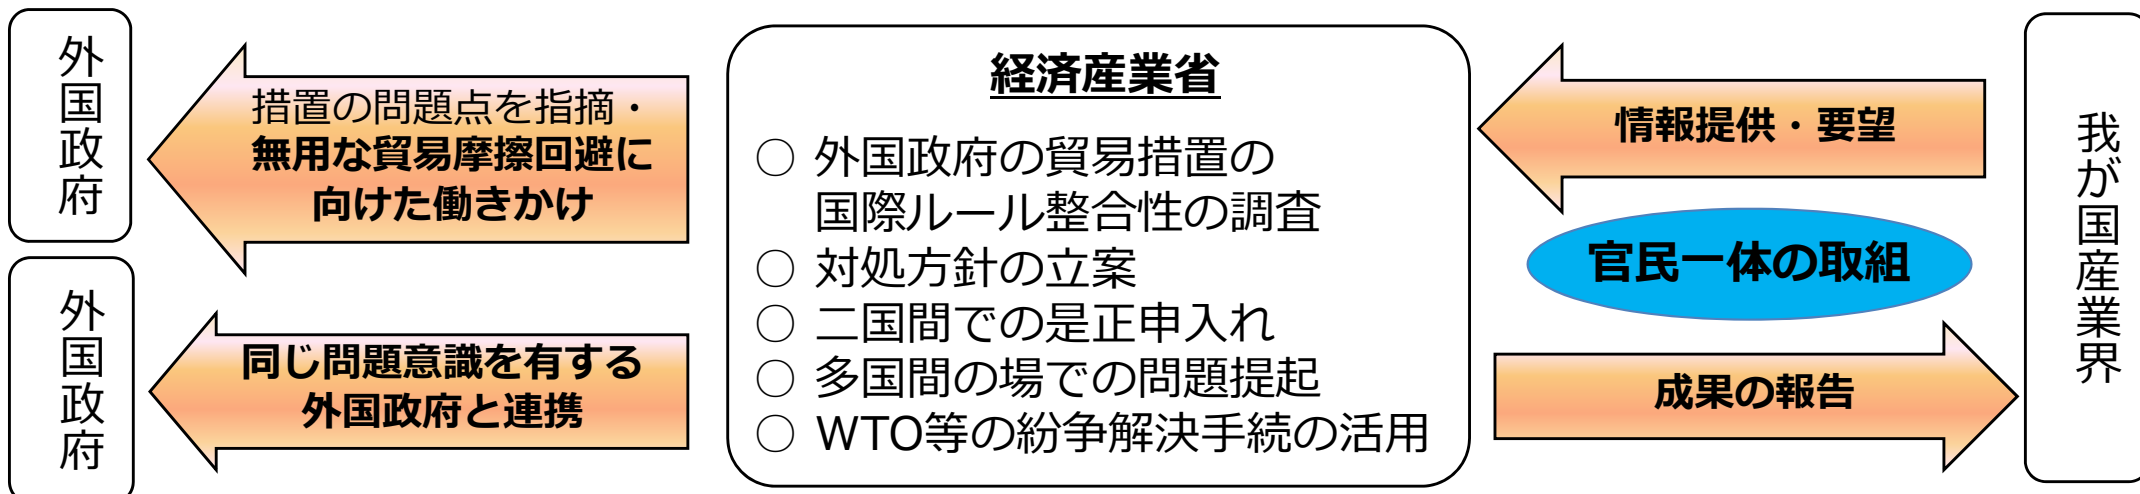 外国政府
措置の問題点を指摘・
無用な貿易摩擦回避に
向けた働きかけ
外国政府
同じ問題意識を有する
外国政府と連携
経済産業省
○ 外国政府の貿易措置の
国際ルール整合性の調査
○ 対処方針の立案
○ 二国間での是正申入れ
○ 多国間の場での問題提起
○ WTO等の紛争解決手続の活用
情報提供・要望
官民一体の取組
成果の報告
我が国産業界